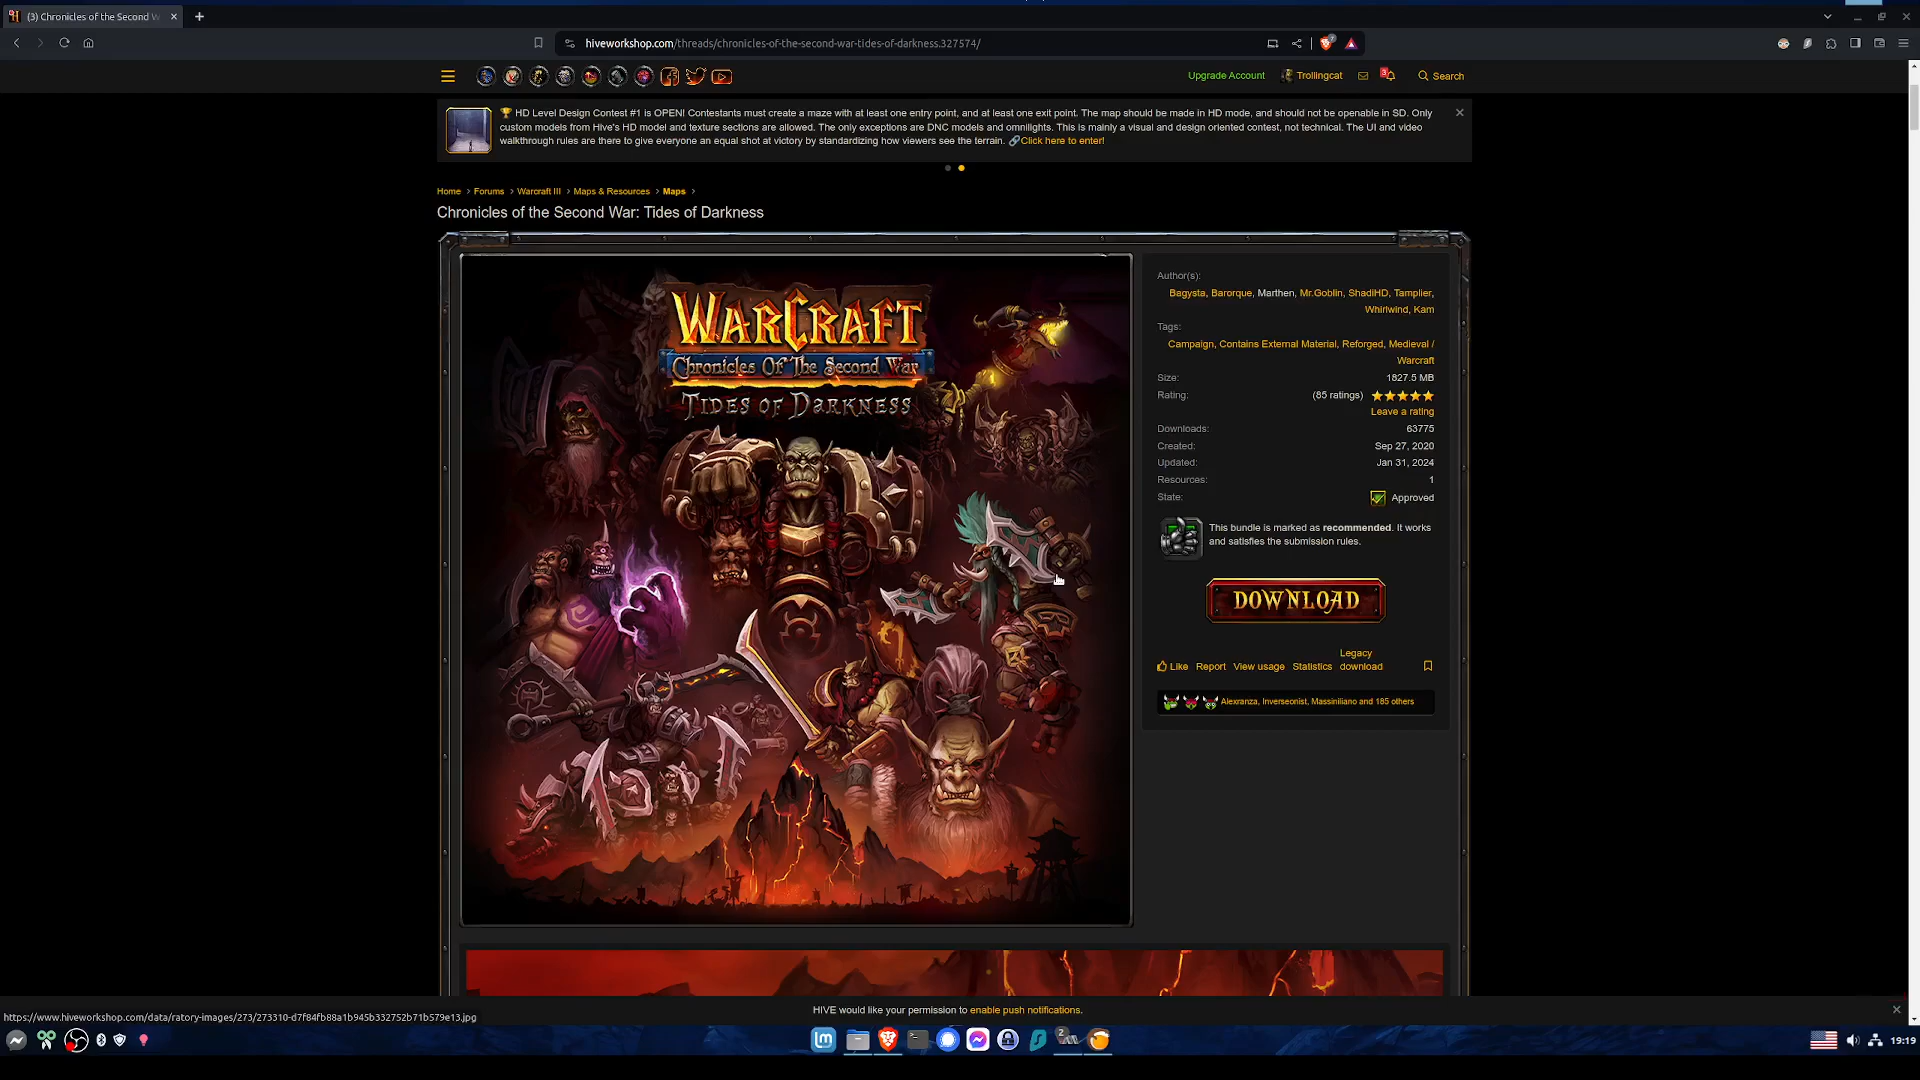 (3) Chronicles of the Second W
hiveworkshop.com/threads/chronicles-of-the-second-war-tides-of-darkness.327574/
7
Upgrade Account
Trollingcat
3
Search
HD Level Design Contest #1 is OPEN! Contestants must create a maze with at least one entry point, and at least one exit point. The map should be made in HD mode, and should not be openable in SD. Only
custom models from Hive's HD model and texture sections are allowed. The only exceptions are DNC models and omnilights. This is mainly a visual and design oriented contest, not technical. The UI and video
walkthrough rules are there to give everyone an equal shot at victory by standardizing how viewers see the terrain. Click here to enter!
Home > Forums > Warcraft III > Maps & Resources > Maps >
Chronicles of the Second War: Tides of Darkness
WARCRAFT
Chronicles Of The Second War
TIDES OF DARKNESS
Author(s):
Bagysta, Barorque, Marthen, Mr.Goblin, ShadiHD, Tamplier,
Whirlwind, Kam
Tags:
Campaign, Contains External Material, Reforged, Medieval /
Warcraft
Size: 1827.5 MB
Rating: (85 ratings)
Leave a rating
Downloads: 63775
Created: Sep 27, 2020
Updated: Jan 31, 2024
Resources: 1
State: Approved
This bundle is marked as recommended. It works
and satisfies the submission rules.
DOWNLOAD
Like Report View usage Statistics Legacy download
Alexranza, Inverseonist, Massiniliano and 185 others
HIVE would like your permission to enable push notifications.
https://www.hiveworkshop.com/data/ratory-images/273/273310-d7f84fb88a1b945b332752b71b579e13.jpg
2
19:19